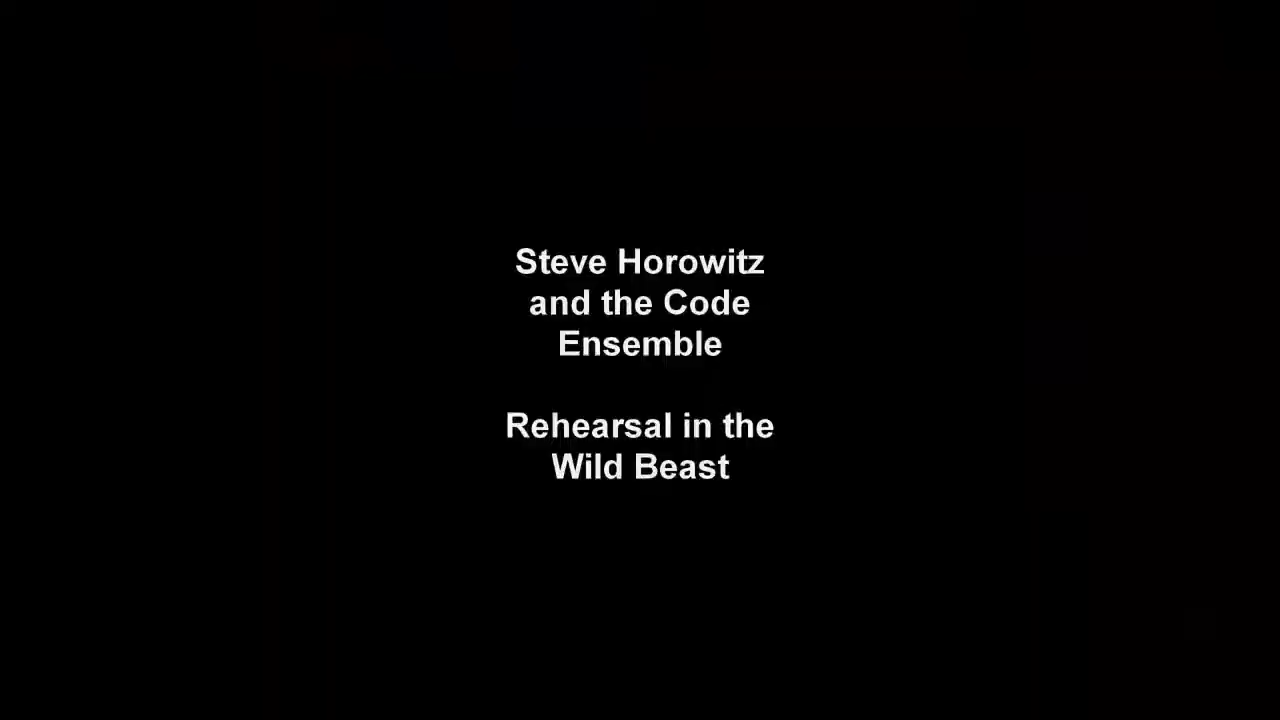 Steve Horowitz
and the Code
Ensemble
Rehearsal in the
Wild Beast